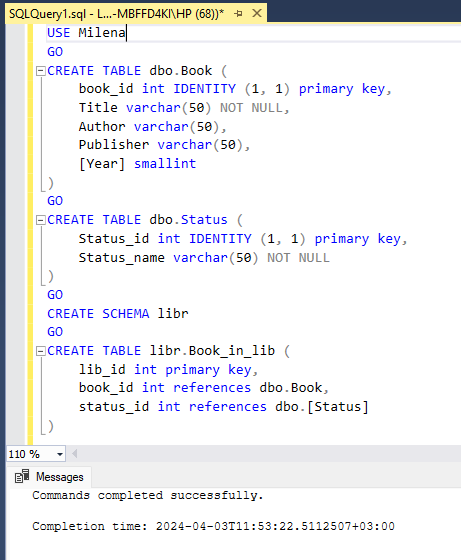 SQLQuery1.sql - L...-MBFFD4KI\HP (68))*
USE Milena
GO
CREATE TABLE dbo.Book (
book_id int IDENTITY (1, 1) primary key,
Title varchar(50) NOT NULL,
Author varchar(50),
Publisher varchar(50),
[Year] smallint
)
GO
CREATE TABLE dbo.Status (
Status_id int IDENTITY (1, 1) primary key,
Status_name varchar(50) NOT NULL
)
GO
CREATE SCHEMA libr
GO
CREATE TABLE libr.Book_in_lib (
lib_id int primary key,
book_id int references dbo.Book,
status_id int references dbo.[Status]
)
110 %
Messages
Commands completed successfully.
Completion time: 2024-04-03T11:53:22.5112507+03:00